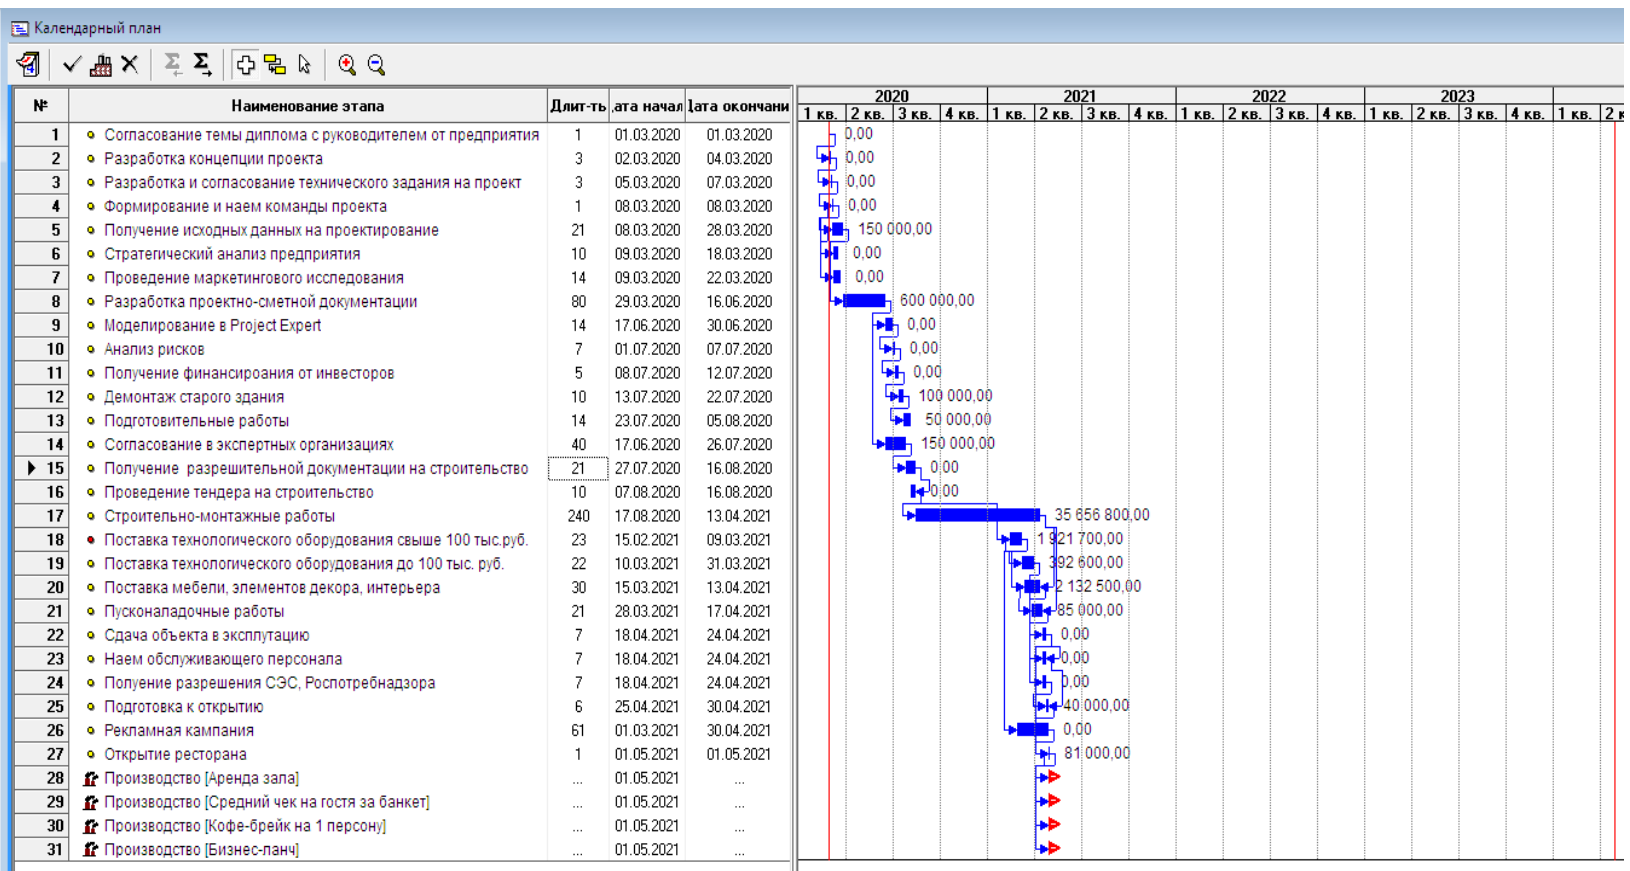 Календарный план
№ Наименование этапа Длит-ть ,ата начал ]ата окончани
2020 2021 2022 2023
1 кв. 2 кв. 3 кв. 4 кв. 1 кв. 2 кв. 3 кв. 4 кв. 1 кв. 2 кв. 3 кв. 4 кв. 1 кв. 2 кв. 3 кв. 4 кв. 1 кв. 2 к
1 Согласование темы диплома с руководителем от предприятия 1 01.03.2020 01.03.2020 0,00
2 Разработка концепции проекта 3 02.03.2020 04.03.2020 0,00
3 Разработка и согласование технического задания на проект 3 05.03.2020 07.03.2020 0,00
4 Формирование и наем команды проекта 1 08.03.2020 08.03.2020 0,00
5 Получение исходных данных на проектирование 21 08.03.2020 28.03.2020 150 000,00
6 Стратегический анализ предприятия 10 09.03.2020 18.03.2020 0,00
7 Проведение маркетингового исследования 14 09.03.2020 22.03.2020 0,00
8 Разработка проектно-сметной документации 80 29.03.2020 16.06.2020 600 000,00
9 Моделирование в Project Expert 14 17.06.2020 30.06.2020 0,00
10 Анализ рисков 7 01.07.2020 07.07.2020 0,00
11 Получение финансироания от инвесторов 5 08.07.2020 12.07.2020 0,00
12 Демонтаж старого здания 10 13.07.2020 22.07.2020 100 000,00
13 Подготовительные работы 14 23.07.2020 05.08.2020 50 000,00
14 Согласование в экспертных организациях 40 17.06.2020 26.07.2020 150 000,00
15 Получение разрешительной документации на строительство 21 27.07.2020 16.08.2020 0,00
16 Проведение тендера на строительство 10 07.08.2020 16.08.2020 0,00
17 Строительно-монтажные работы 240 17.08.2020 13.04.2021 35 656 800,00
18 Поставка технологического оборудования свыше 100 тыс.руб. 23 15.02.2021 09.03.2021 1 921 700,00
19 Поставка технологического оборудования до 100 тыс. руб. 22 10.03.2021 31.03.2021 392 600,00
20 Поставка мебели, элементов декора, интерьера 30 15.03.2021 13.04.2021 2 132 500,00
21 Пусконаладочные работы 21 28.03.2021 17.04.2021 85 000,00
22 Сдача объекта в эксплутацию 7 18.04.2021 24.04.2021 0,00
23 Наем обслуживающего персонала 7 18.04.2021 24.04.2021 0,00
24 Полуение разрешения СЭС, Роспотребнадзора 7 18.04.2021 24.04.2021 0,00
25 Подготовка к открытию 6 25.04.2021 30.04.2021 40 000,00
26 Рекламная кампания 61 01.03.2021 30.04.2021 0,00
27 Открытие ресторана 1 01.05.2021 01.05.2021 81 000,00
28 Производство [Аренда зала] ... 01.05.2021 ...
29 Производство [Средний чек на гостя за банкет] ... 01.05.2021 ...
30 Производство [Кофе-брейк на 1 персону] ... 01.05.2021 ...
31 Производство [Бизнес-ланч] ... 01.05.2021 ...